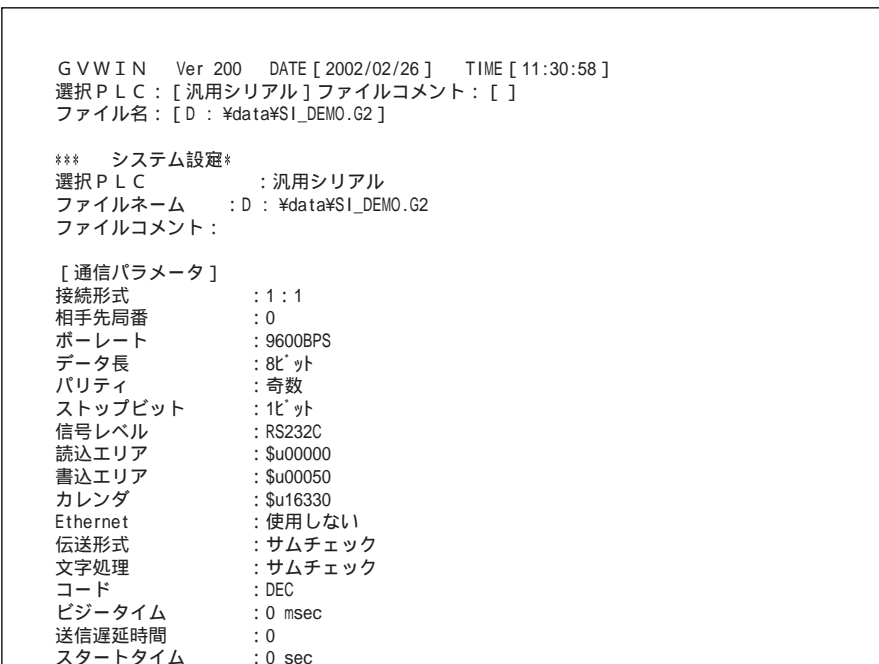 ＧＶＷＩＮ Ver 200 DATE [ 2002/02/26 ] TIME [ 11:30:58 ]
選択ＰＬＣ : [ 汎用シリアル ] ファイルコメント : [ ]
ファイル名 : [ D : ¥data¥SI_DEMO.G2 ]
*** システム設定*
選択ＰＬＣ : 汎用シリアル
ファイルネーム : D : ¥data¥SI_DEMO.G2
ファイルコメント :
[ 通信パラメータ ]
接続形式 : 1 : 1
相手先局番 : 0
ボーレート : 9600BPS
データ長 : 8ﾋﾞｯﾄ
パリティ : 奇数
ストップビット : 1ﾋﾞｯﾄ
信号レベル : RS232C
読込エリア : $u00000
書込エリア : $u00050
カレンダ : $u16330
Ethernet : 使用しない
伝送形式 : サムチェック
文字処理 : サムチェック
コード : DEC
ビジータイム : 0 msec
送信遅延時間 : 0
スタートタイム : 0 sec